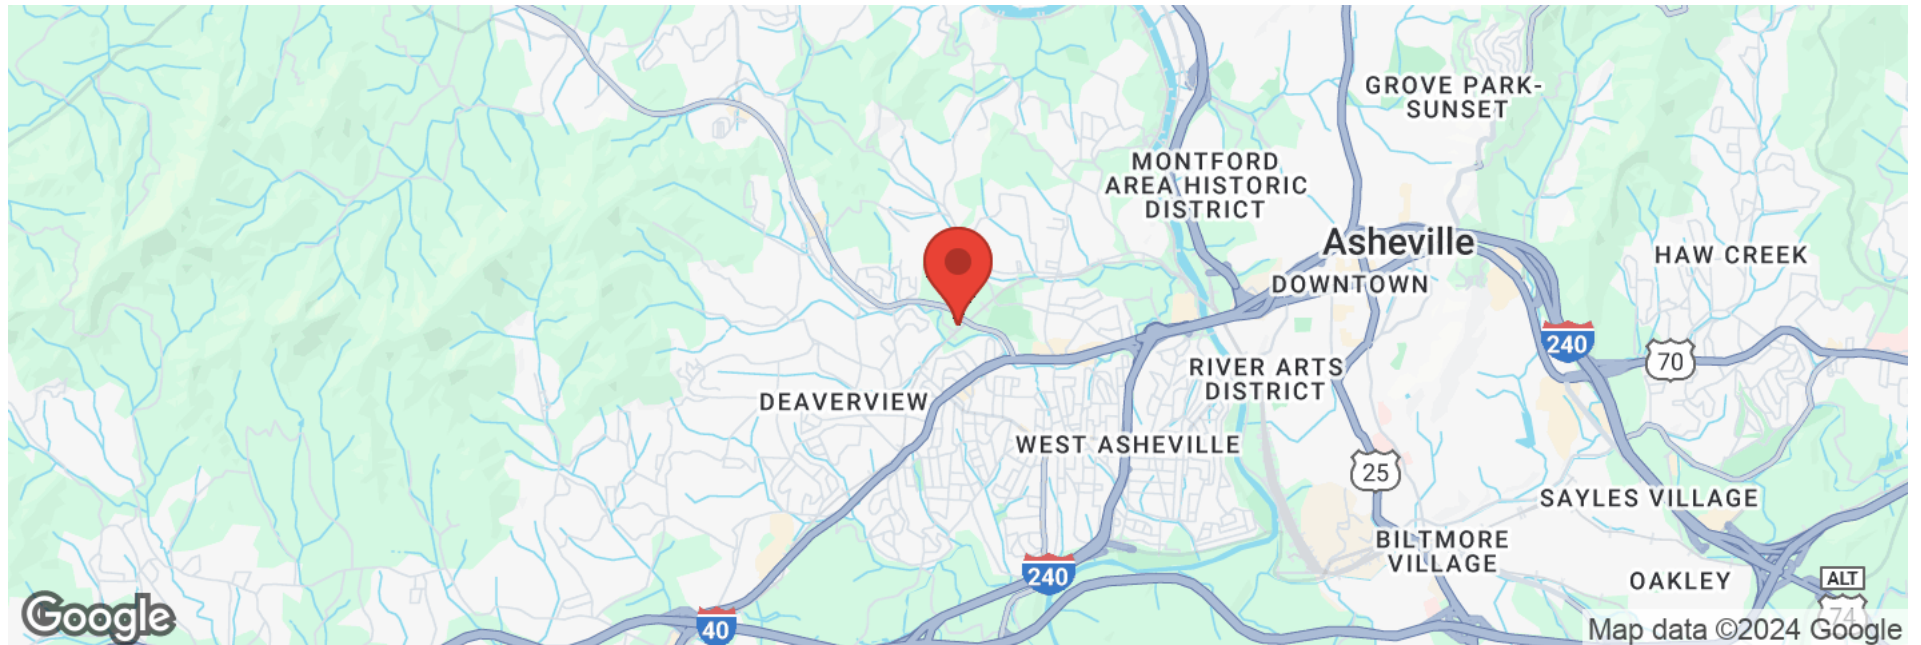 GROVE PARK-
SUNSET
MONTFORD
AREA HISTORIC
DISTRICT
Asheville
HAW CREEK
DOWNTOWN
240
70
RIVER ARTS
DISTRICT
DEAVERVIEW
WEST ASHEVILLE
25
SAYLES VILLAGE
BILTMORE
VILLAGE
240
OAKLEY
ALT
74
Google
40
Map data ©2024 Google